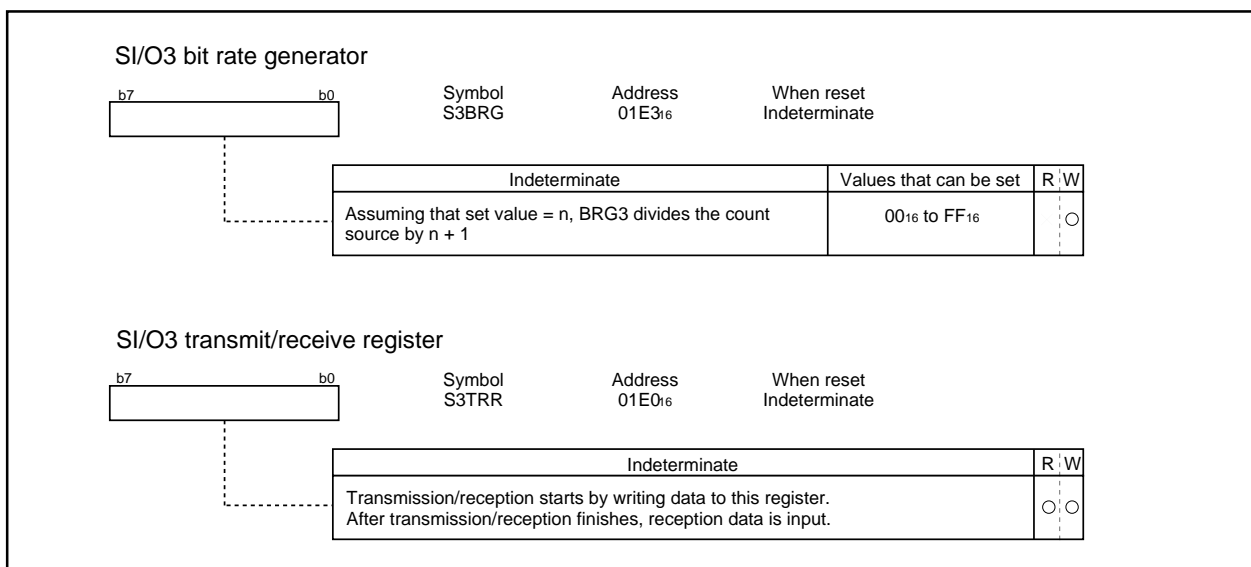 SI/O3 bit rate generator
b7 b0 Symbol Address When reset
S3BRG 01E3₁₆ Indeterminate
Indeterminate Values that can be set R W
Assuming that set value = n, BRG3 divides the count 00₁₆ to FF₁₆ ○
source by n + 1
SI/O3 transmit/receive register
b7 b0 Symbol Address When reset
S3TRR 01E0₁₆ Indeterminate
Indeterminate R W
Transmission/reception starts by writing data to this register. ○ ○
After transmission/reception finishes, reception data is input.